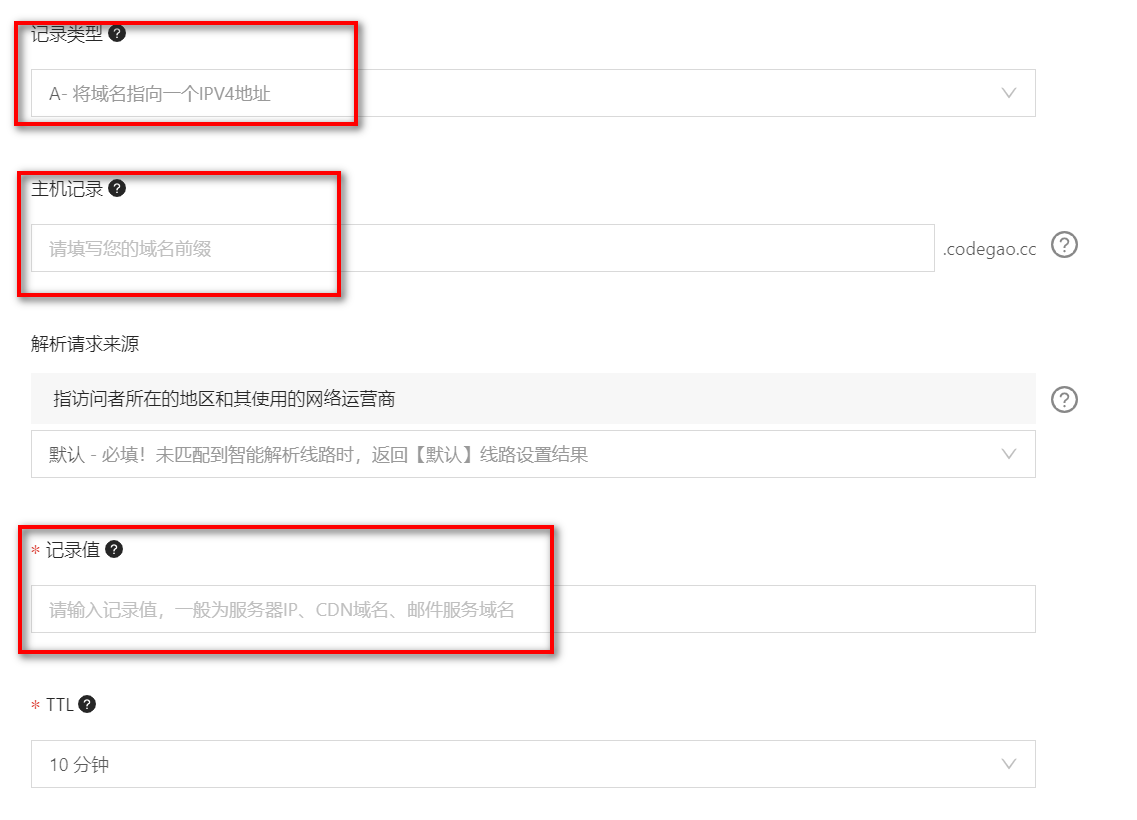 记录类型 ?
A- 将域名指向一个IPV4地址
主机记录 ?
请填写您的域名前缀
.codegao.cc ?
解析请求来源
指访问者所在的地区和其使用的网络运营商 ?
默认 - 必填！未匹配到智能解析线路时，返回【默认】线路设置结果
* 记录值 ?
请输入记录值，一般为服务器IP、CDN域名、邮件服务域名
* TTL ?
10 分钟